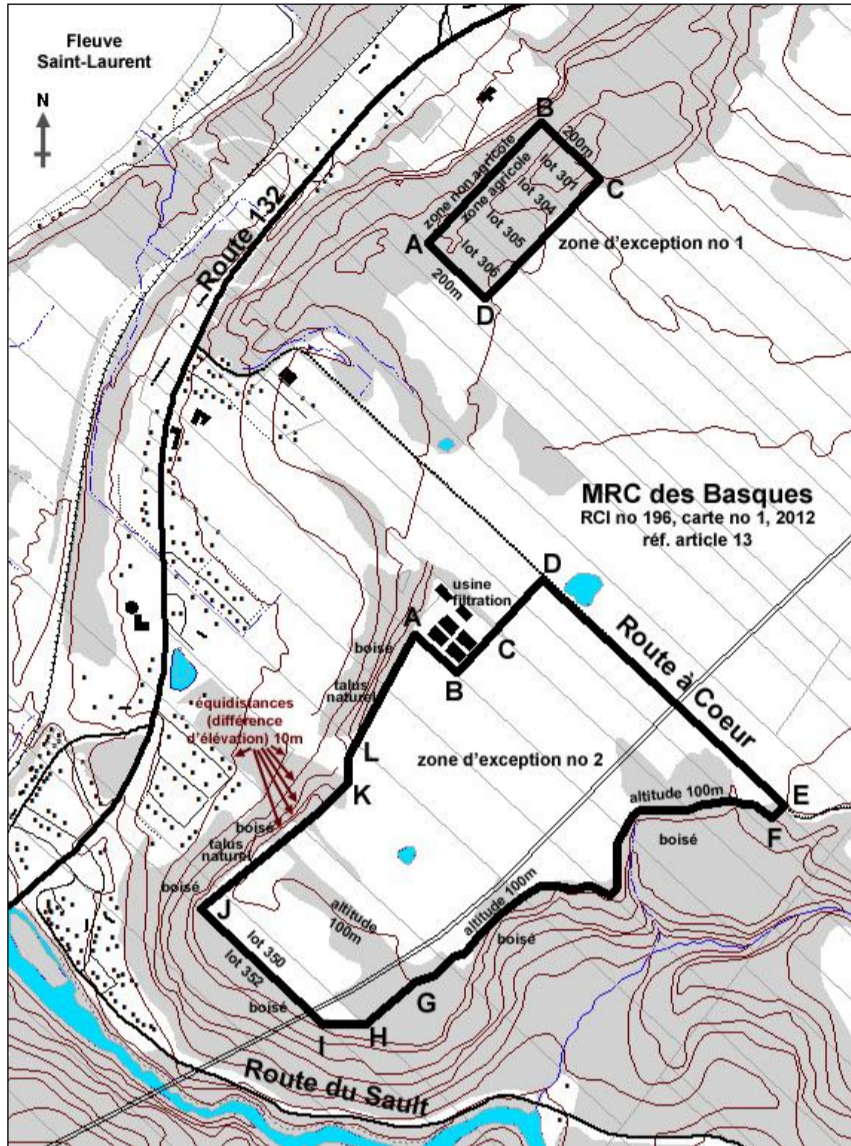 Fleuve
Saint-Laurent
N
Route 132
B
200m
zone non agricole
zone agricole
lot 301
lot 304
lot 305
lot 306
C
A
zone d'exception no 1
200m
D
MRC des Basques
RCI no 196, carte no 1, 2012
réf. article 13
D
usine
filtration
A
C
B
boisé
talus
naturel
Route à Coeur
équidistances
(différence
d'élévation) 10m
L
zone d'exception no 2
K
E
altitude 100m
F
boisé
boisé
talus
naturel
boisé
altitude 100m
J
altitude
100m
boisé
lot 350
lot 352
G
boisé
I
H
Route du Sault